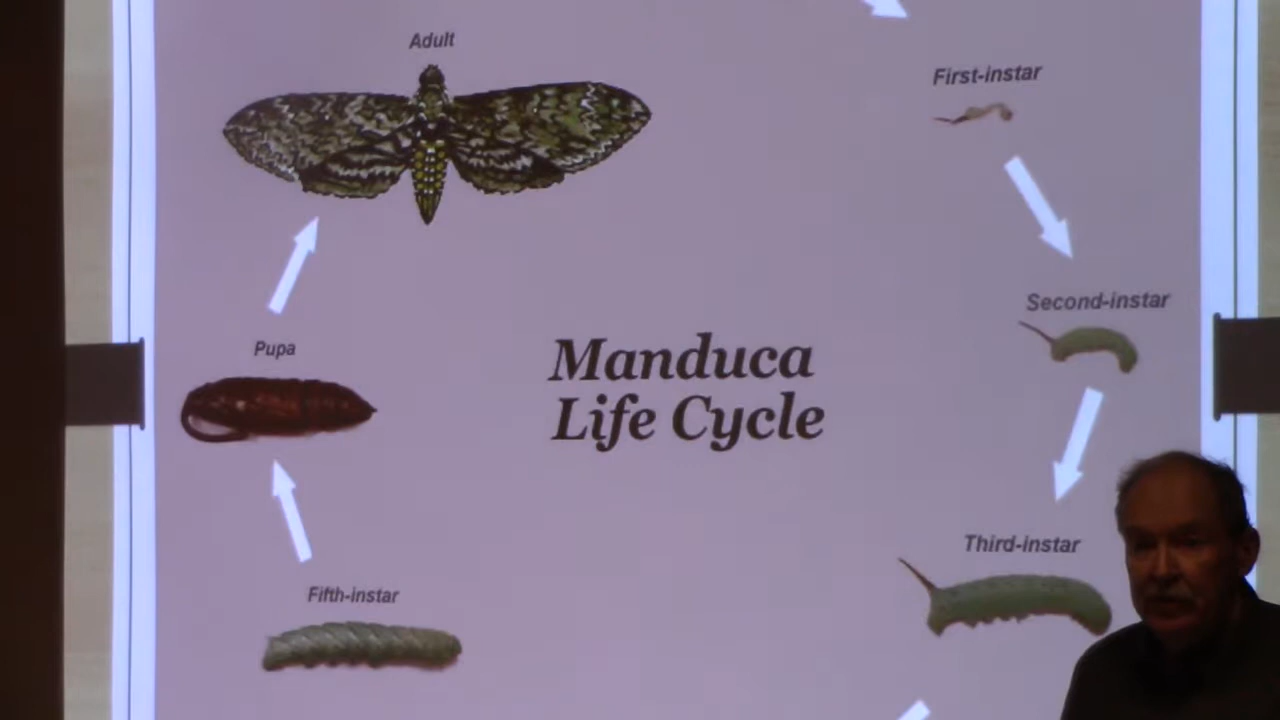 Adult
First-instar
Second-instar
Pupa
Manduca
Life Cycle
Third-instar
Fifth-instar